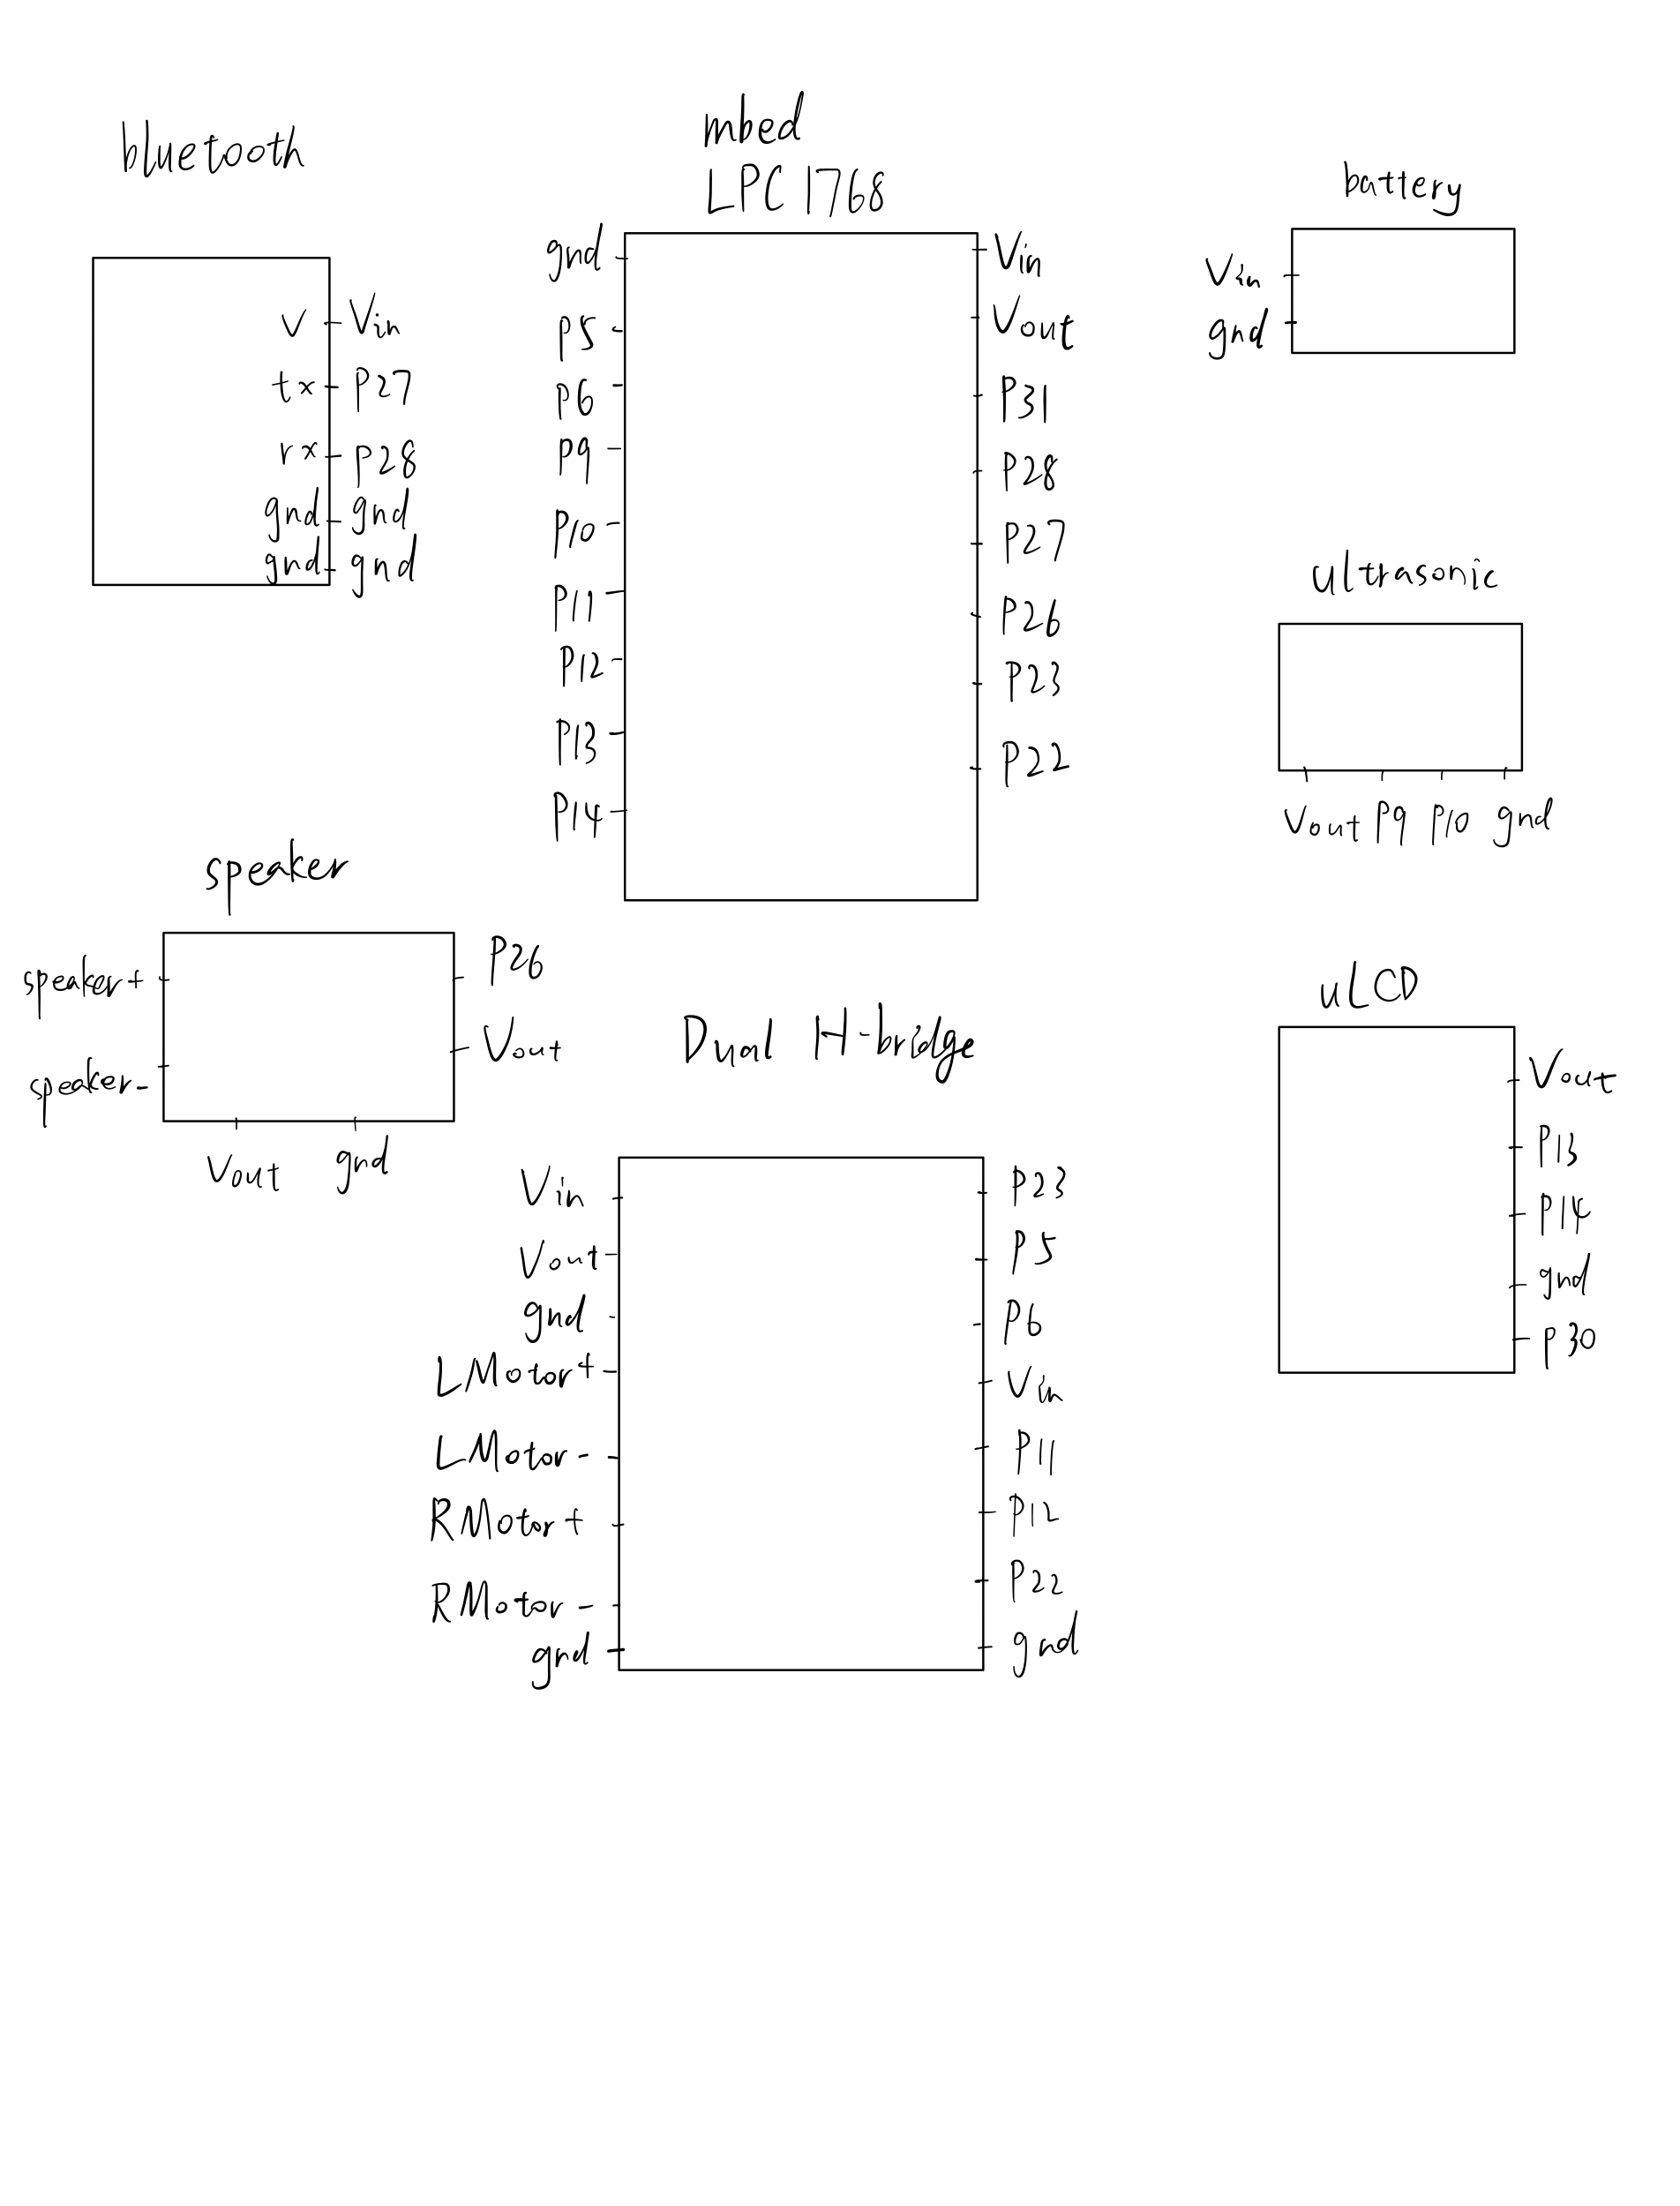 bluetooth
v Vin
tx P27
rx P28
gnd gnd
gnd gnd
mbed
LPC1768
gnd
P5
P6
P9
P10
P11
P12
P13
P14
Vin
Vout
P31
P28
P27
P26
P23
P22
battery
Vin
gnd
ultrasonic
Vout P9 P10 gnd
speaker
speaker+
speaker-
P26
Vout
Vout gnd
Dual H-bridge
Vin
Vout
gnd
LMotor+
LMotor-
RMotor+
RMotor-
gnd
P23
P5
P6
Vin
P11
P12
P22
gnd
uLCD
Vout
P13
P14
gnd
P30